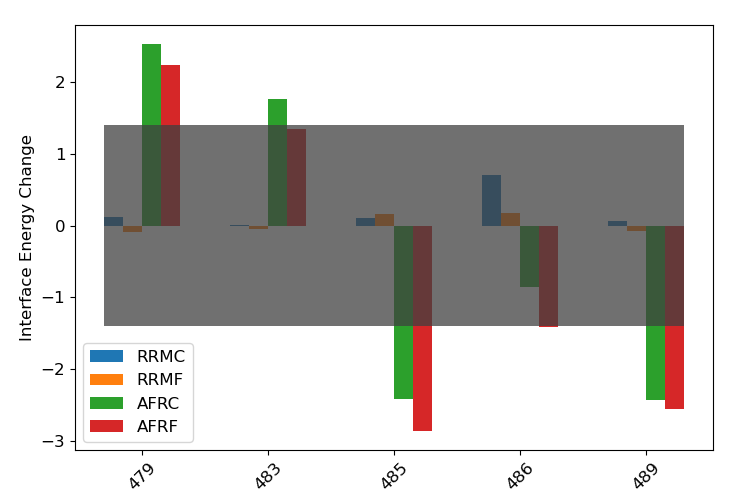 Interface Energy Change
2
1
0
−1
−2
−3
RRMC
RRMF
AFRC
AFRF
479
483
485
486
489